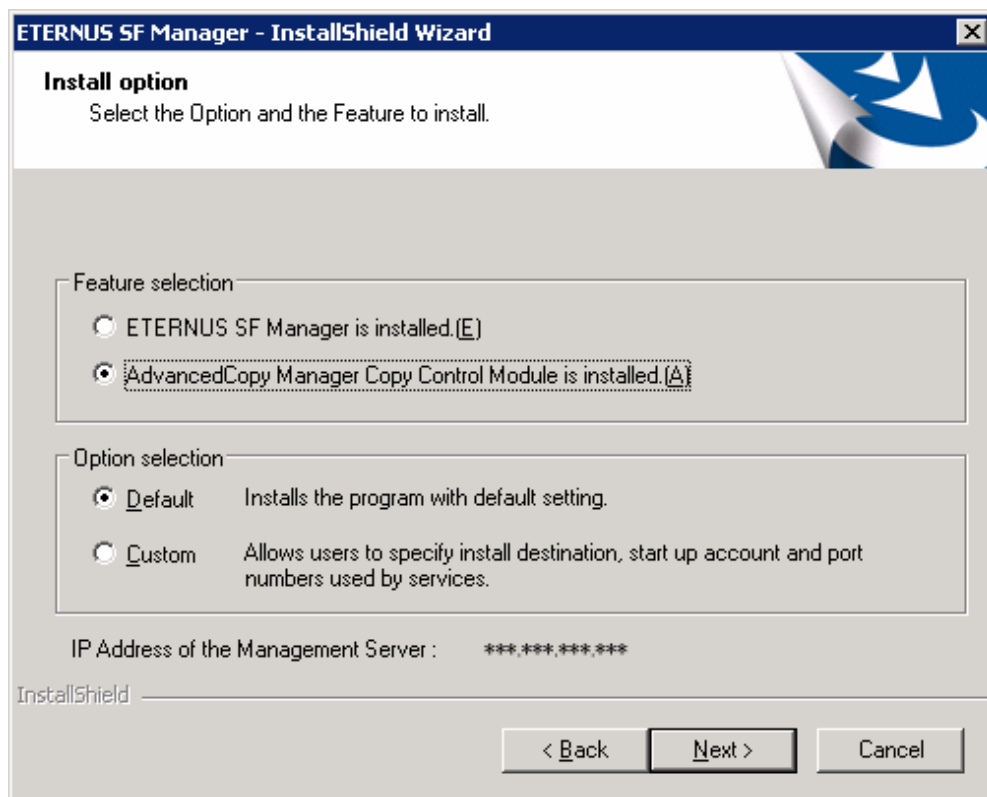 ETERNUS SF Manager - InstallShield Wizard
Install option
Select the Option and the Feature to install.
Feature selection
ETERNUS SF Manager is installed.(E)
AdvancedCopy Manager Copy Control Module is installed.(A)
Option selection
Default Installs the program with default setting.
Custom Allows users to specify install destination, start up account and port
numbers used by services.
IP Address of the Management Server : ***.***.***.***
InstallShield
< Back Next > Cancel